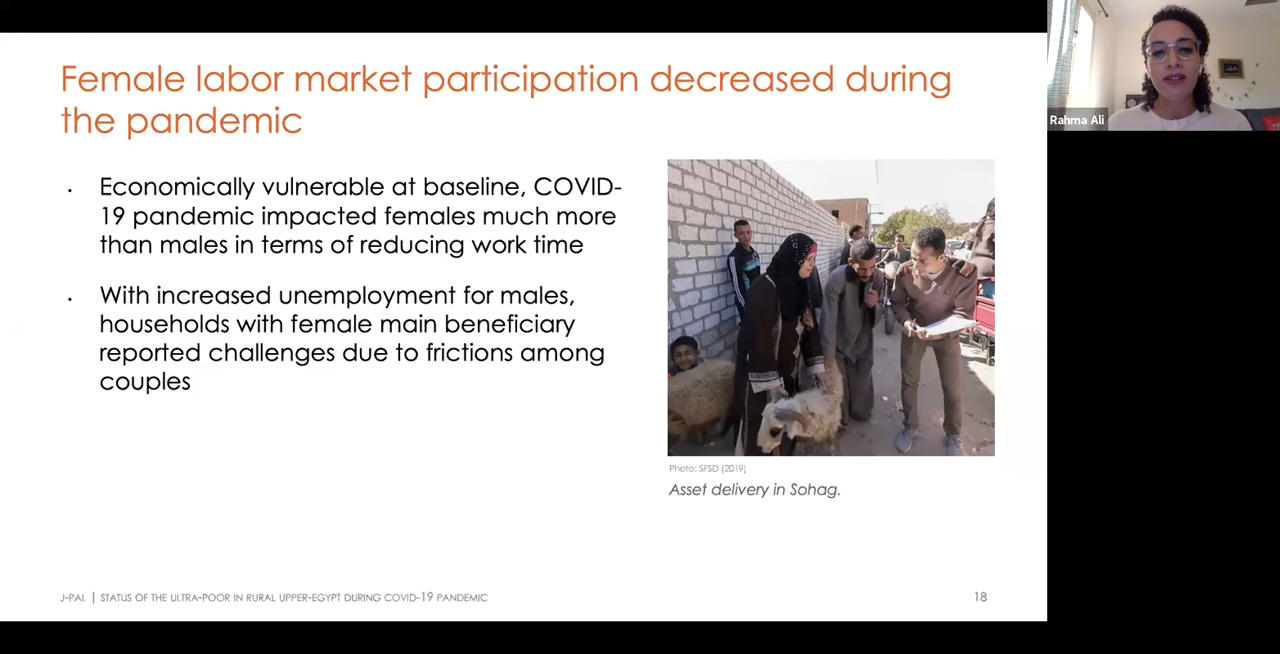 Female labor market participation decreased during
the pandemic
• Economically vulnerable at baseline, COVID-
19 pandemic impacted females much more
than males in terms of reducing work time
• With increased unemployment for males,
households with female main beneficiary
reported challenges due to frictions among
couples
Photo: SFSD (2019)
Asset delivery in Sohag.
J-PAL | STATUS OF THE ULTRA-POOR IN RURAL UPPER-EGYPT DURING COVID-19 PANDEMIC
18
Rahma Ali